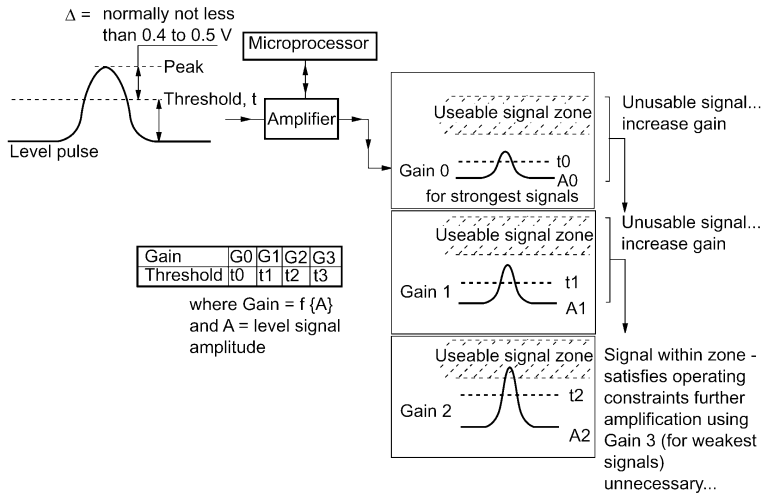 Δ = normally not less
than 0.4 to 0.5 V
Peak
Threshold, t
Level pulse
Microprocessor
Amplifier
Useable signal zone
Gain 0
t0
A0
for strongest signals
Unusable signal...
increase gain
Useable signal zone
Gain 1
t1
A1
Unusable signal...
increase gain
Gain G0 G1 G2 G3
Threshold t0 t1 t2 t3
where Gain = f {A}
and A = level signal
amplitude
Useable signal zone
Gain 2
t2
A2
Signal within zone -
satisfies operating
constraints further
amplification using
Gain 3 (for weakest
signals)
unnecessary...